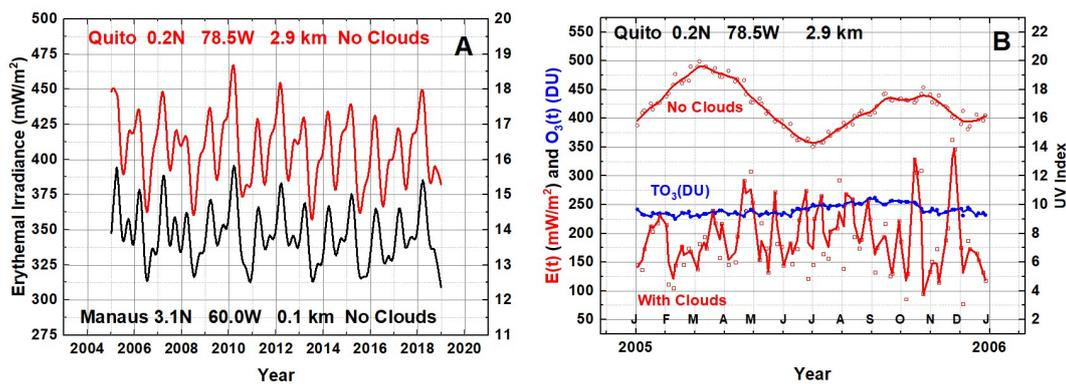 Quito 0.2N 78.5W 2.9 km No Clouds
A
Manaus 3.1N 60.0W 0.1 km No Clouds
Erythemal Irradiance (mW/m²)
500
475
450
425
400
375
350
325
300
275
20
19
18
17
16
15
14
13
12
11
2004 2006 2008 2010 2012 2014 2016 2018 2020
Year
Quito 0.2N 78.5W 2.9 km
B
No Clouds
TO₃(DU)
With Clouds
E(t) (mW/m²) and O₃(t) (DU)
550
500
450
400
350
300
250
200
150
100
50
22
20
18
16
14
12
10
8
6
4
2
UV Index
J F M A M J J A S O N D J
2005 2006
Year